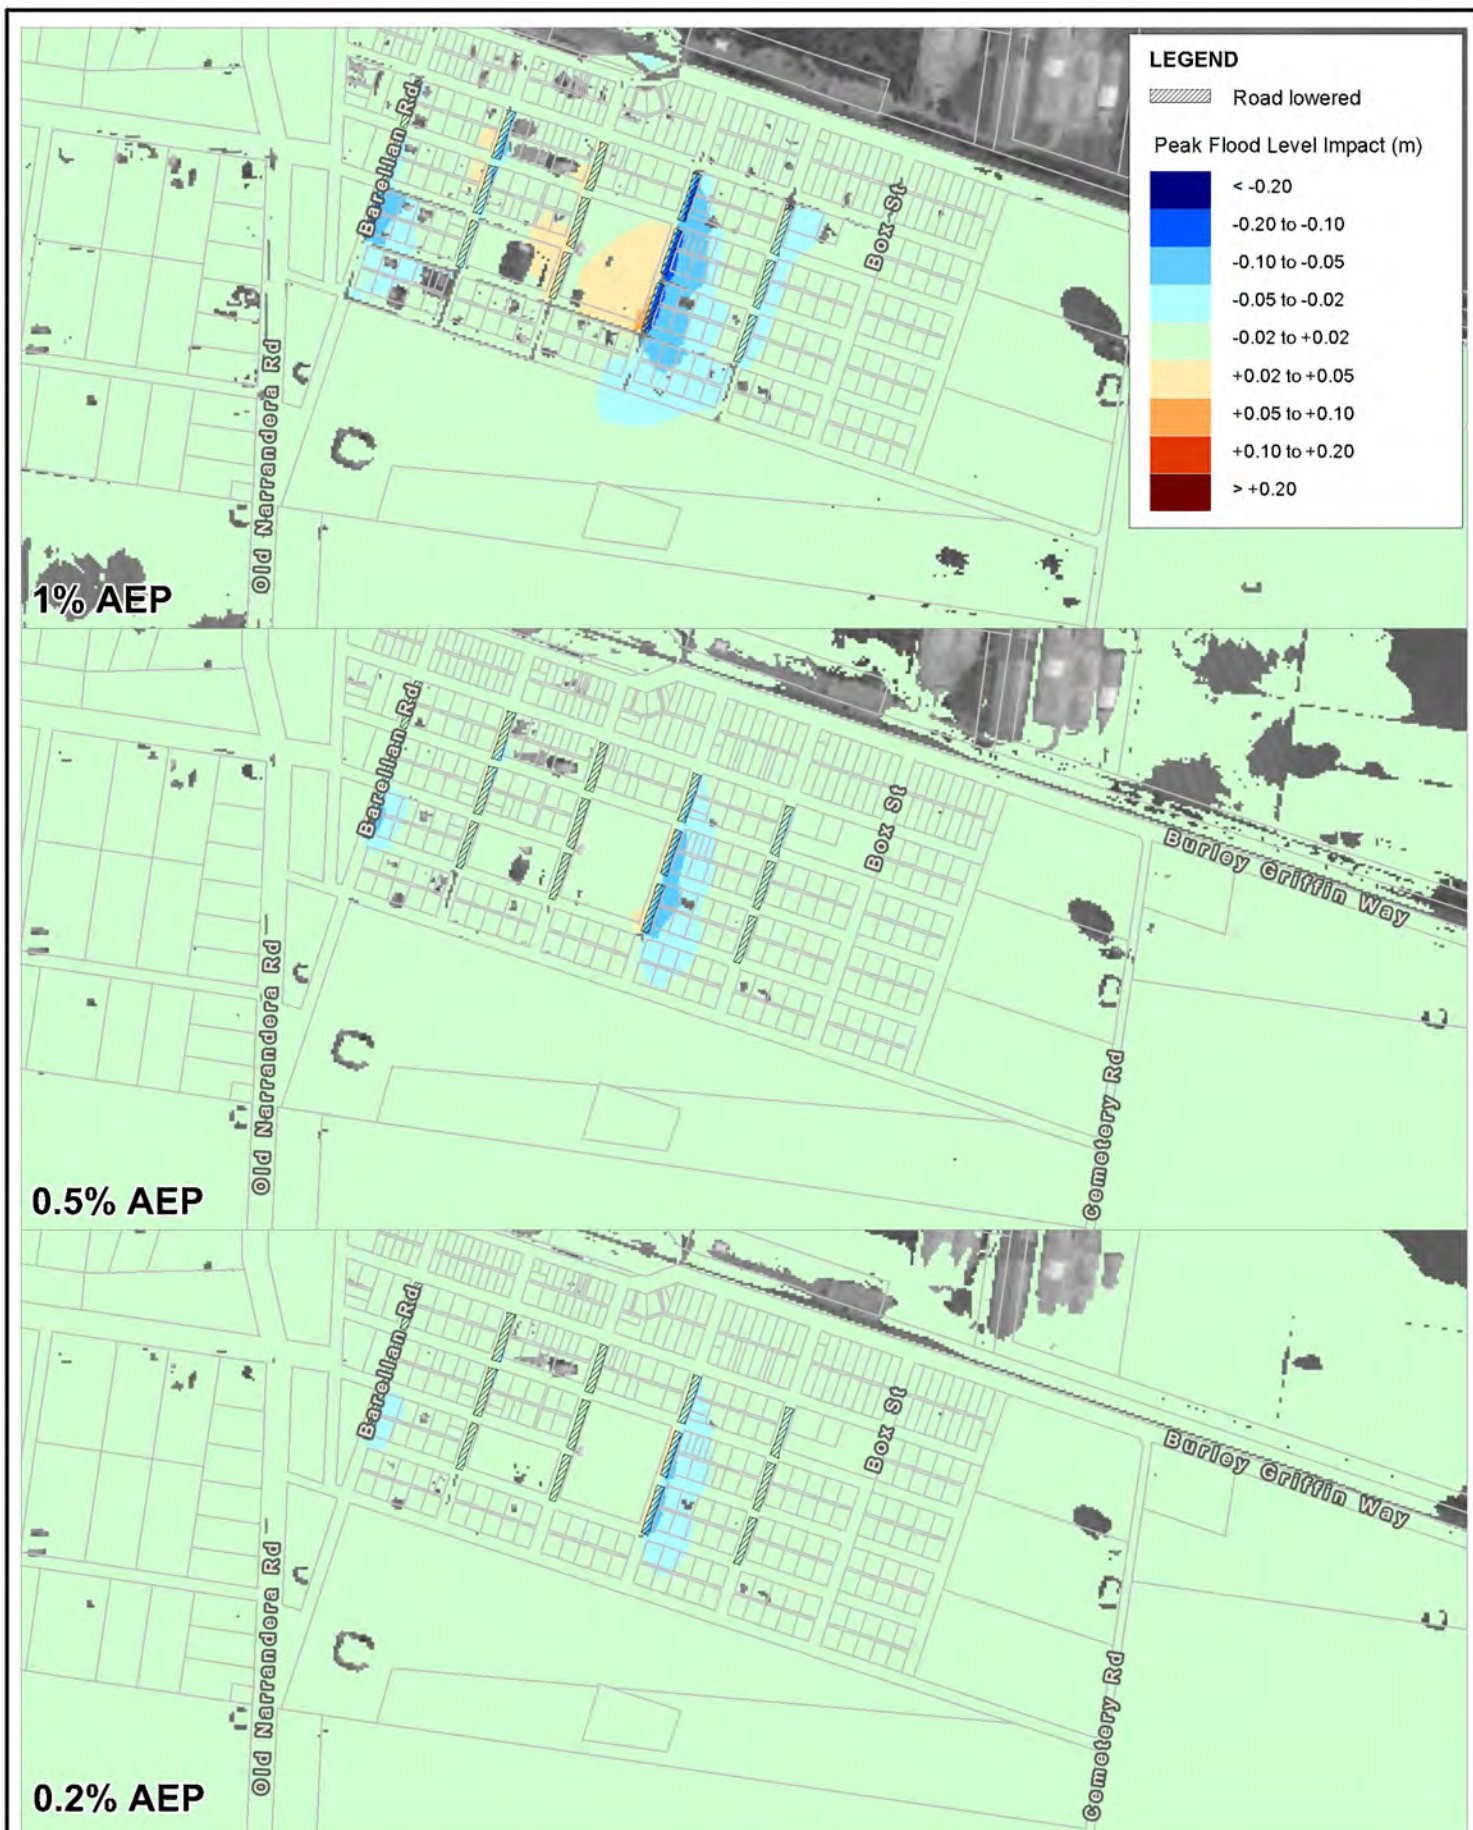 LEGEND
Road lowered
Peak Flood Level Impact (m)
< -0.20
-0.20 to -0.10
-0.10 to -0.05
-0.05 to -0.02
-0.02 to +0.02
+0.02 to +0.05
+0.05 to +0.10
+0.10 to +0.20
> +0.20
Barellan Rd
Box St
Old Narrandera Rd
1% AEP
Barellan Rd
Box St
Burley Griffin Way
Old Narrandera Rd
Cemetery Rd
0.5% AEP
Barellan Rd
Box St
Burley Griffin Way
Old Narrandera Rd
Cemetery Rd
0.2% AEP